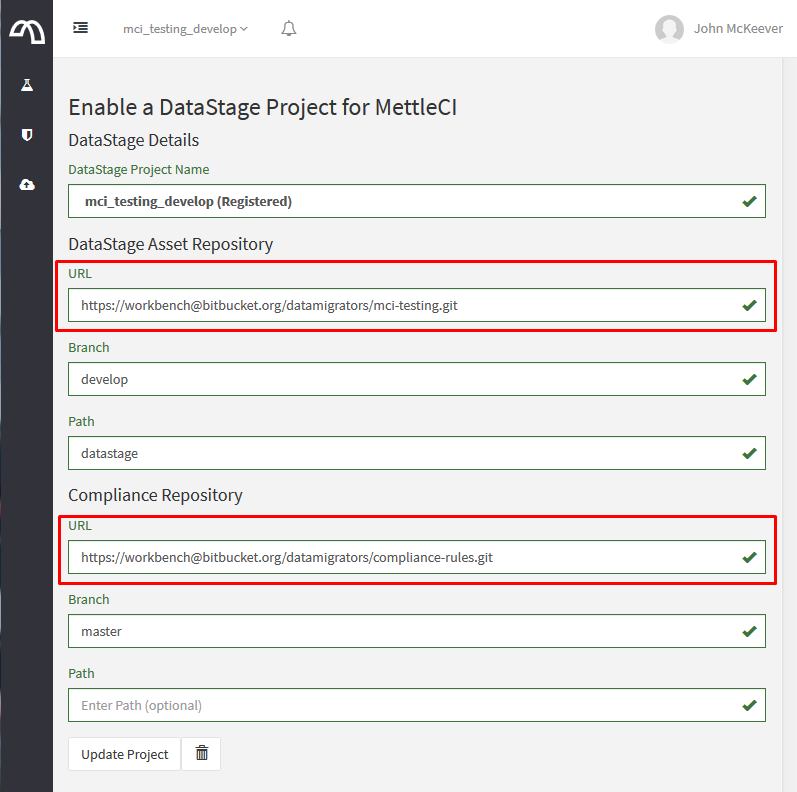 mci_testing_develop
John McKeever
Enable a DataStage Project for MettleCI
DataStage Details
DataStage Project Name
mci_testing_develop (Registered)
DataStage Asset Repository
URL
https://workbench@bitbucket.org/datamigrators/mci-testing.git
Branch
develop
Path
datastage
Compliance Repository
URL
https://workbench@bitbucket.org/datamigrators/compliance-rules.git
Branch
master
Path
Enter Path (optional)
Update Project